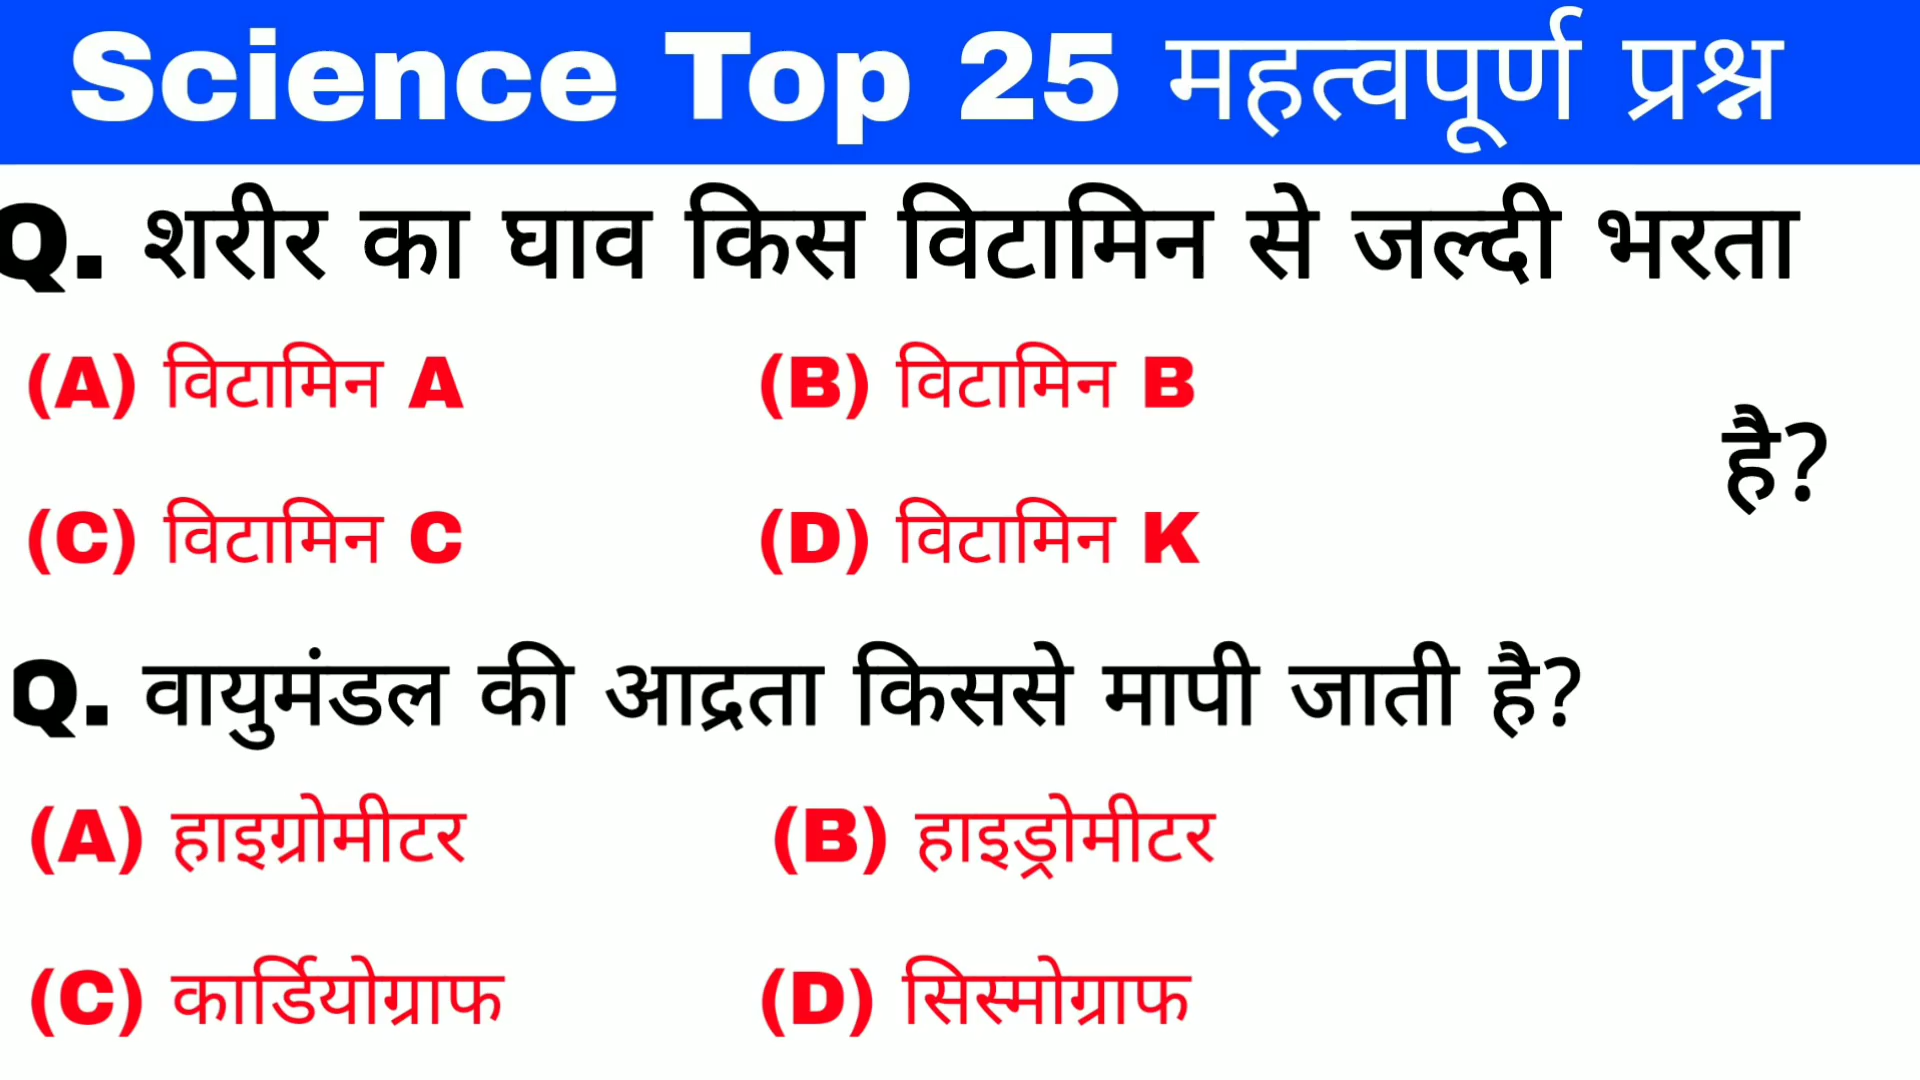 Science Top 25 महत्वपूर्ण प्रश्न
Q. शरीर का घाव किस विटामिन से जल्दी भरता
है?
(A) विटामिन A (B) विटामिन B
(C) विटामिन C (D) विटामिन K
Q. वायुमंडल की आद्रता किससे मापी जाती है?
(A) हाइग्रोमीटर (B) हाइड्रोमीटर
(C) कार्डियोग्राफ (D) सिस्मोग्राफ